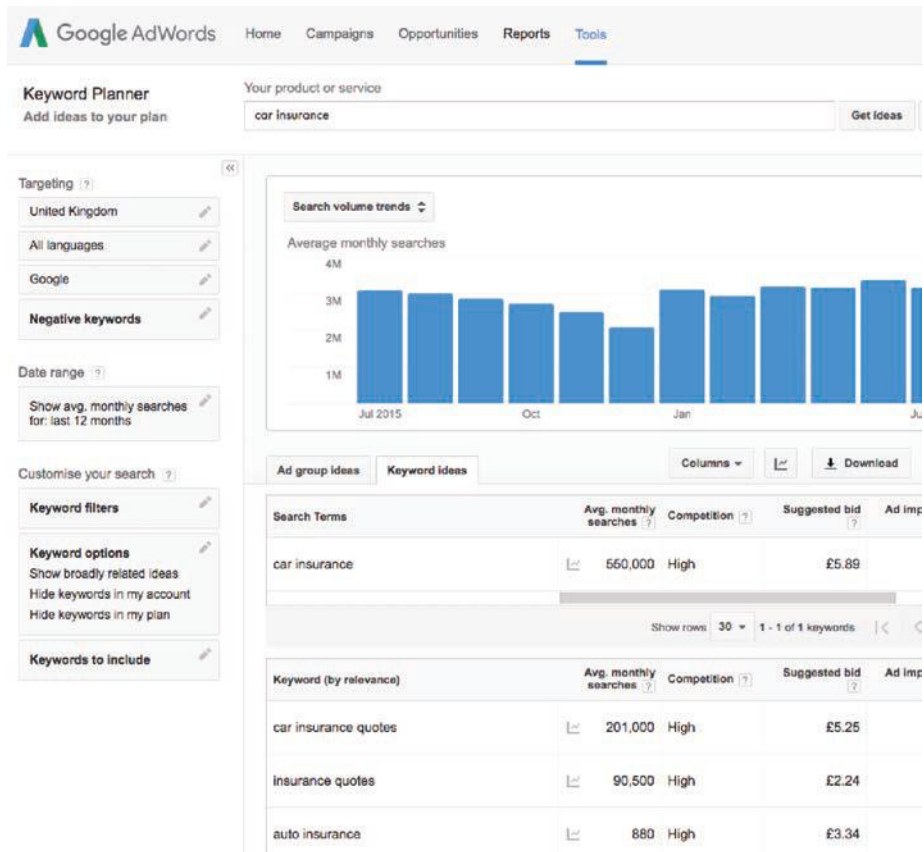 Google AdWords Home Campaigns Opportunities Reports Tools
Keyword Planner
Add ideas to your plan
Your product or service
car insurance
Get ideas
Targeting ?
United Kingdom
All languages
Google
Negative keywords
Date range ?
Show avg. monthly searches
for: last 12 months
Customise your search ?
Keyword filters
Keyword options
Show broadly related ideas
Hide keywords in my account
Hide keywords in my plan
Keywords to include
Search volume trends
Average monthly searches
4M
3M
2M
1M
Jul 2015 Oct Jan Ju
Ad group ideas Keyword ideas Columns Download
Search Terms Avg. monthly searches ? Competition ? Suggested bid ? Ad imp
car insurance 550,000 High £5.89
Show rows 30 1 - 1 of 1 keywords
Keyword (by relevance) Avg. monthly searches ? Competition ? Suggested bid ? Ad imp
car insurance quotes 201,000 High £5.25
insurance quotes 90,500 High £2.24
auto insurance 880 High £3.34